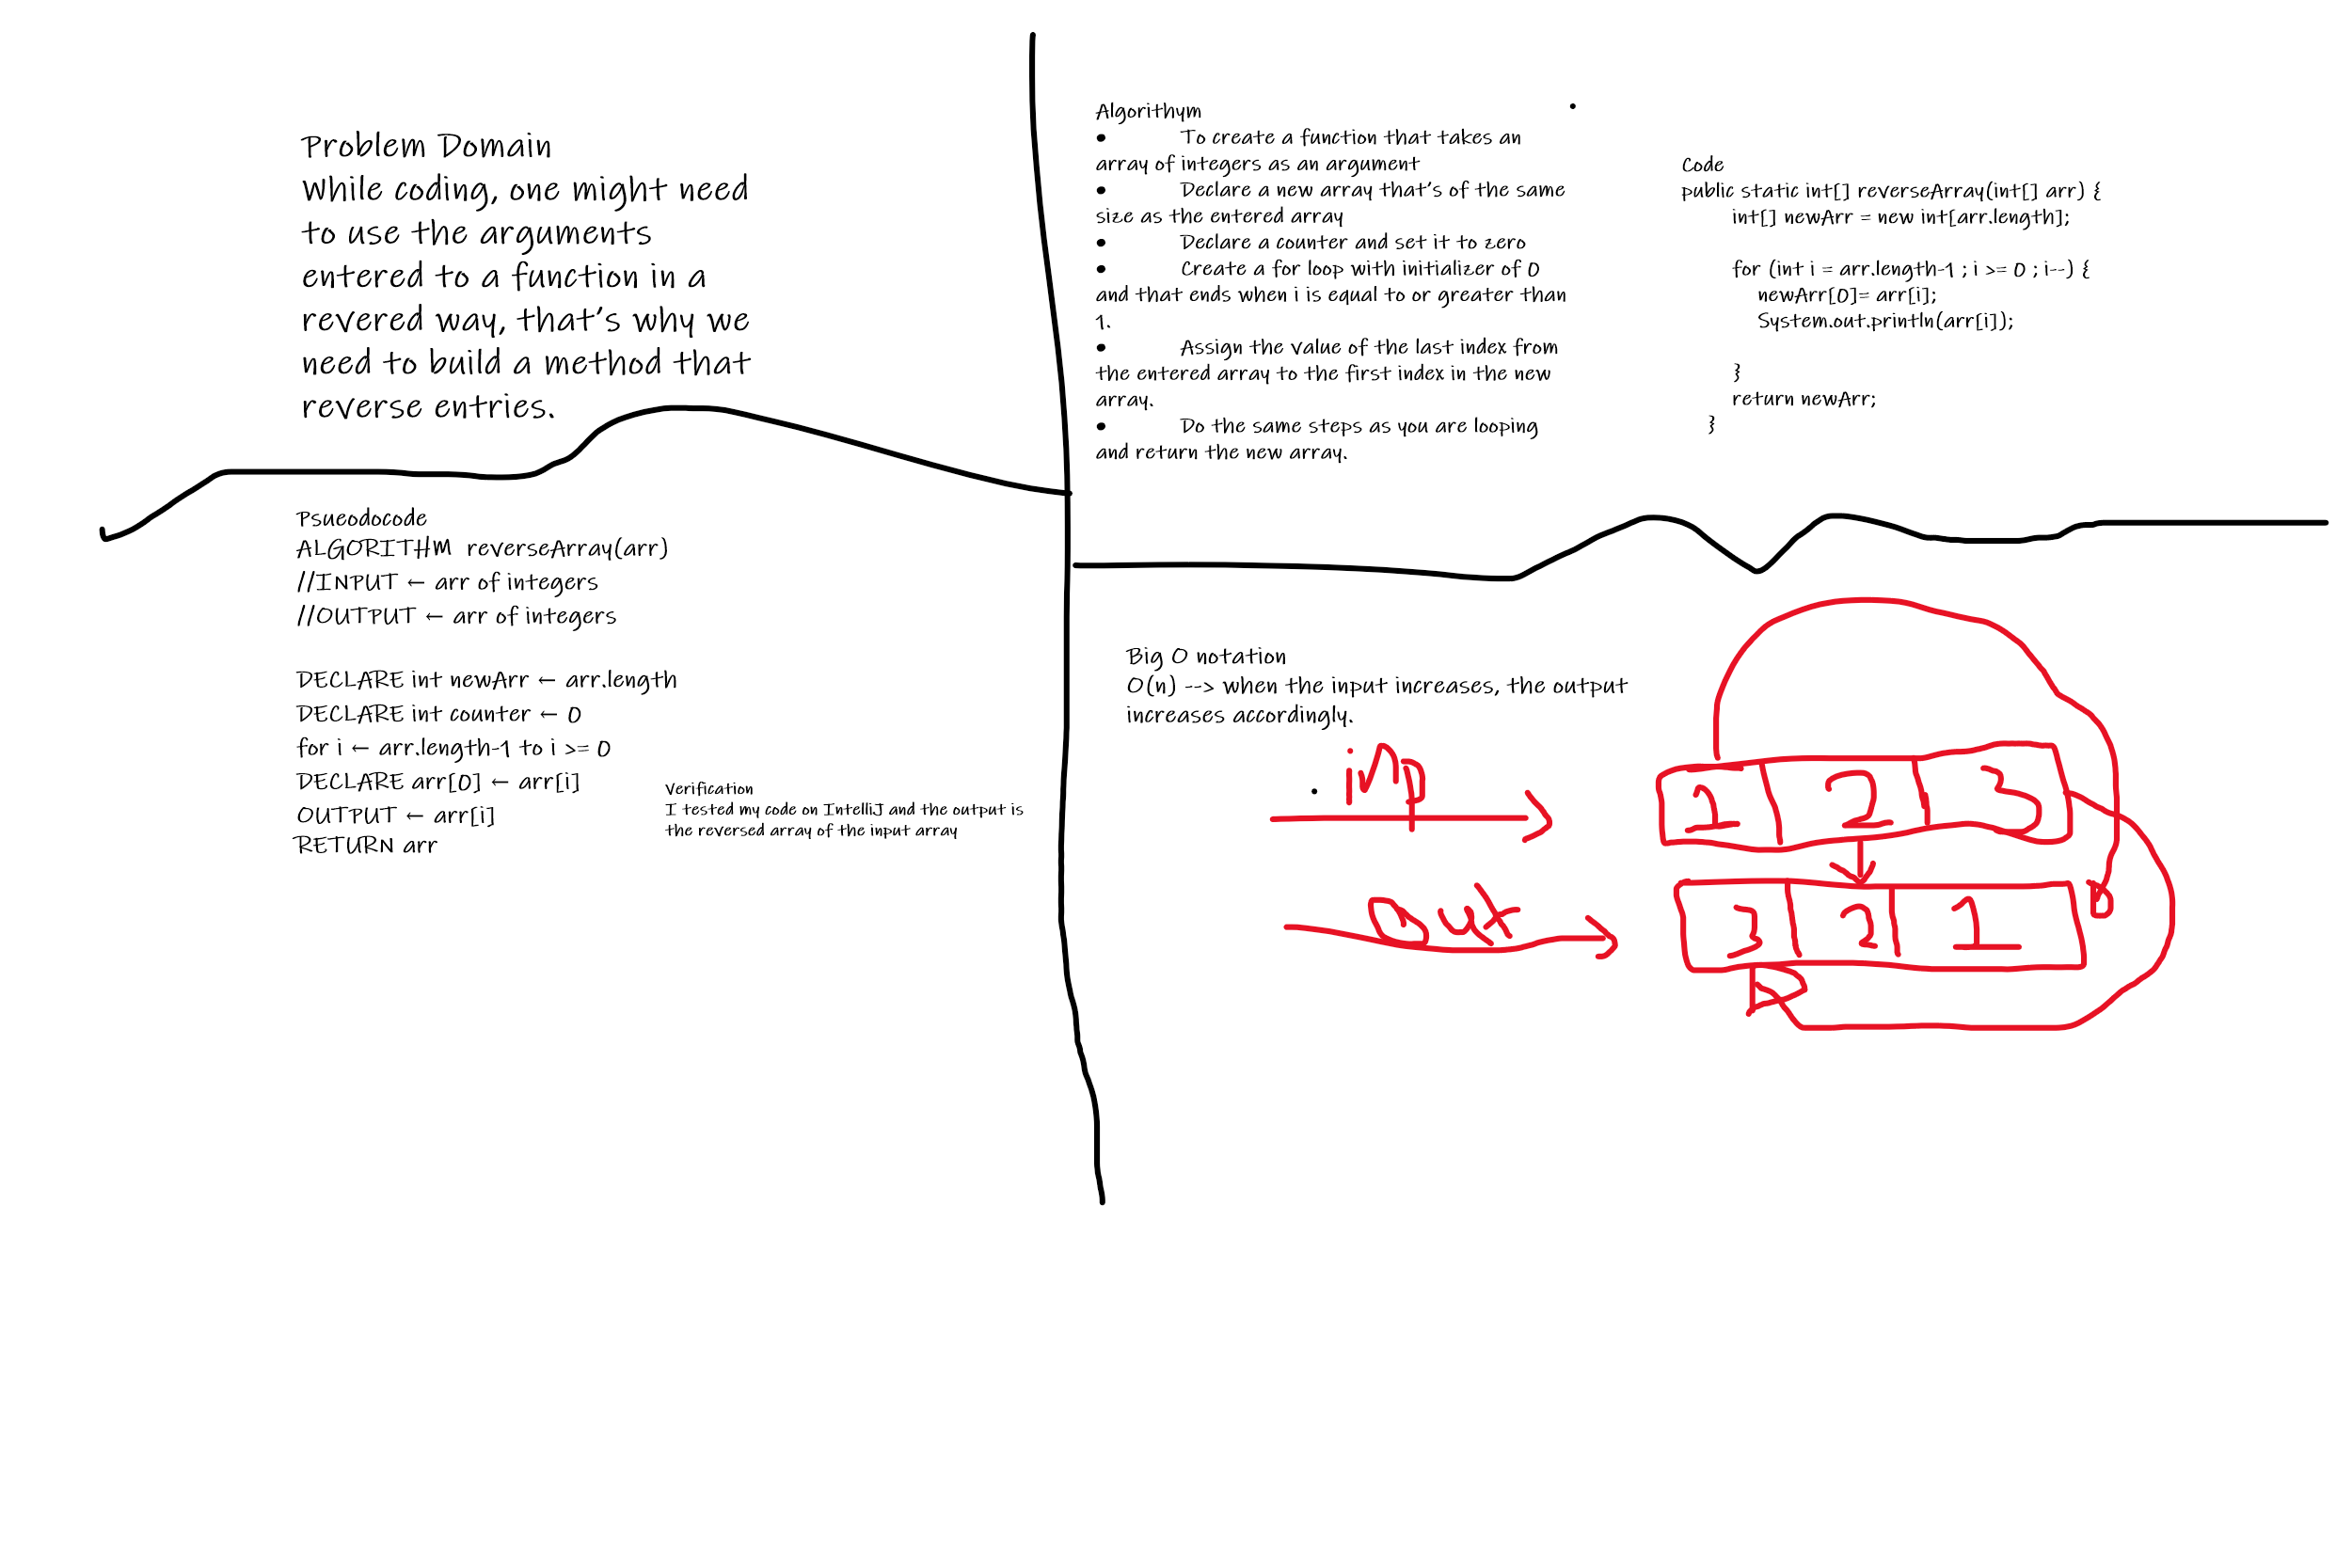 Problem Domain
While coding, one might need
to use the arguments
entered to a function in a
revered way, that's why we
need to build a method that
reverse entries.
Algorithym
• To create a function that takes an
array of integers as an argument
• Declare a new array that's of the same
size as the entered array
• Declare a counter and set it to zero
• Create a for loop with initializer of 0
and that ends when i is equal to or greater than
1.
• Assign the value of the last index from
the entered array to the first index in the new
array.
• Do the same steps as you are looping
and return the new array.
Code
public static int[] reverseArray(int[] arr) {
int[] newArr = new int[arr.length];
for (int i = arr.length-1 ; i >= 0 ; i--) {
newArr[0]= arr[i];
System.out.println(arr[i]);
}
return newArr;
}
Psueodocode
ALGORITHM reverseArray(arr)
//INPUT ← arr of integers
//OUTPUT ← arr of integers
DECLARE int newArr ← arr.length
DECLARE int counter ← 0
for i ← arr.length-1 to i >= 0
DECLARE arr[0] ← arr[i]
OUTPUT ← arr[i]
RETURN arr
Verification
I tested my code on IntelliJ and the output is
the reversed array of the input array
Big O notation
O(n) --> when the input increases, the output
increases accordingly.
inp
1 2 3
out
3 2 1